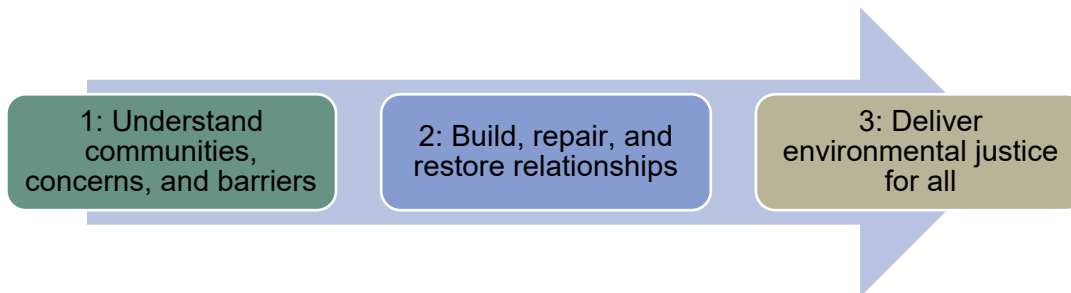 1: Understand
communities,
concerns, and barriers
2: Build, repair, and
restore relationships
3: Deliver
environmental justice
for all